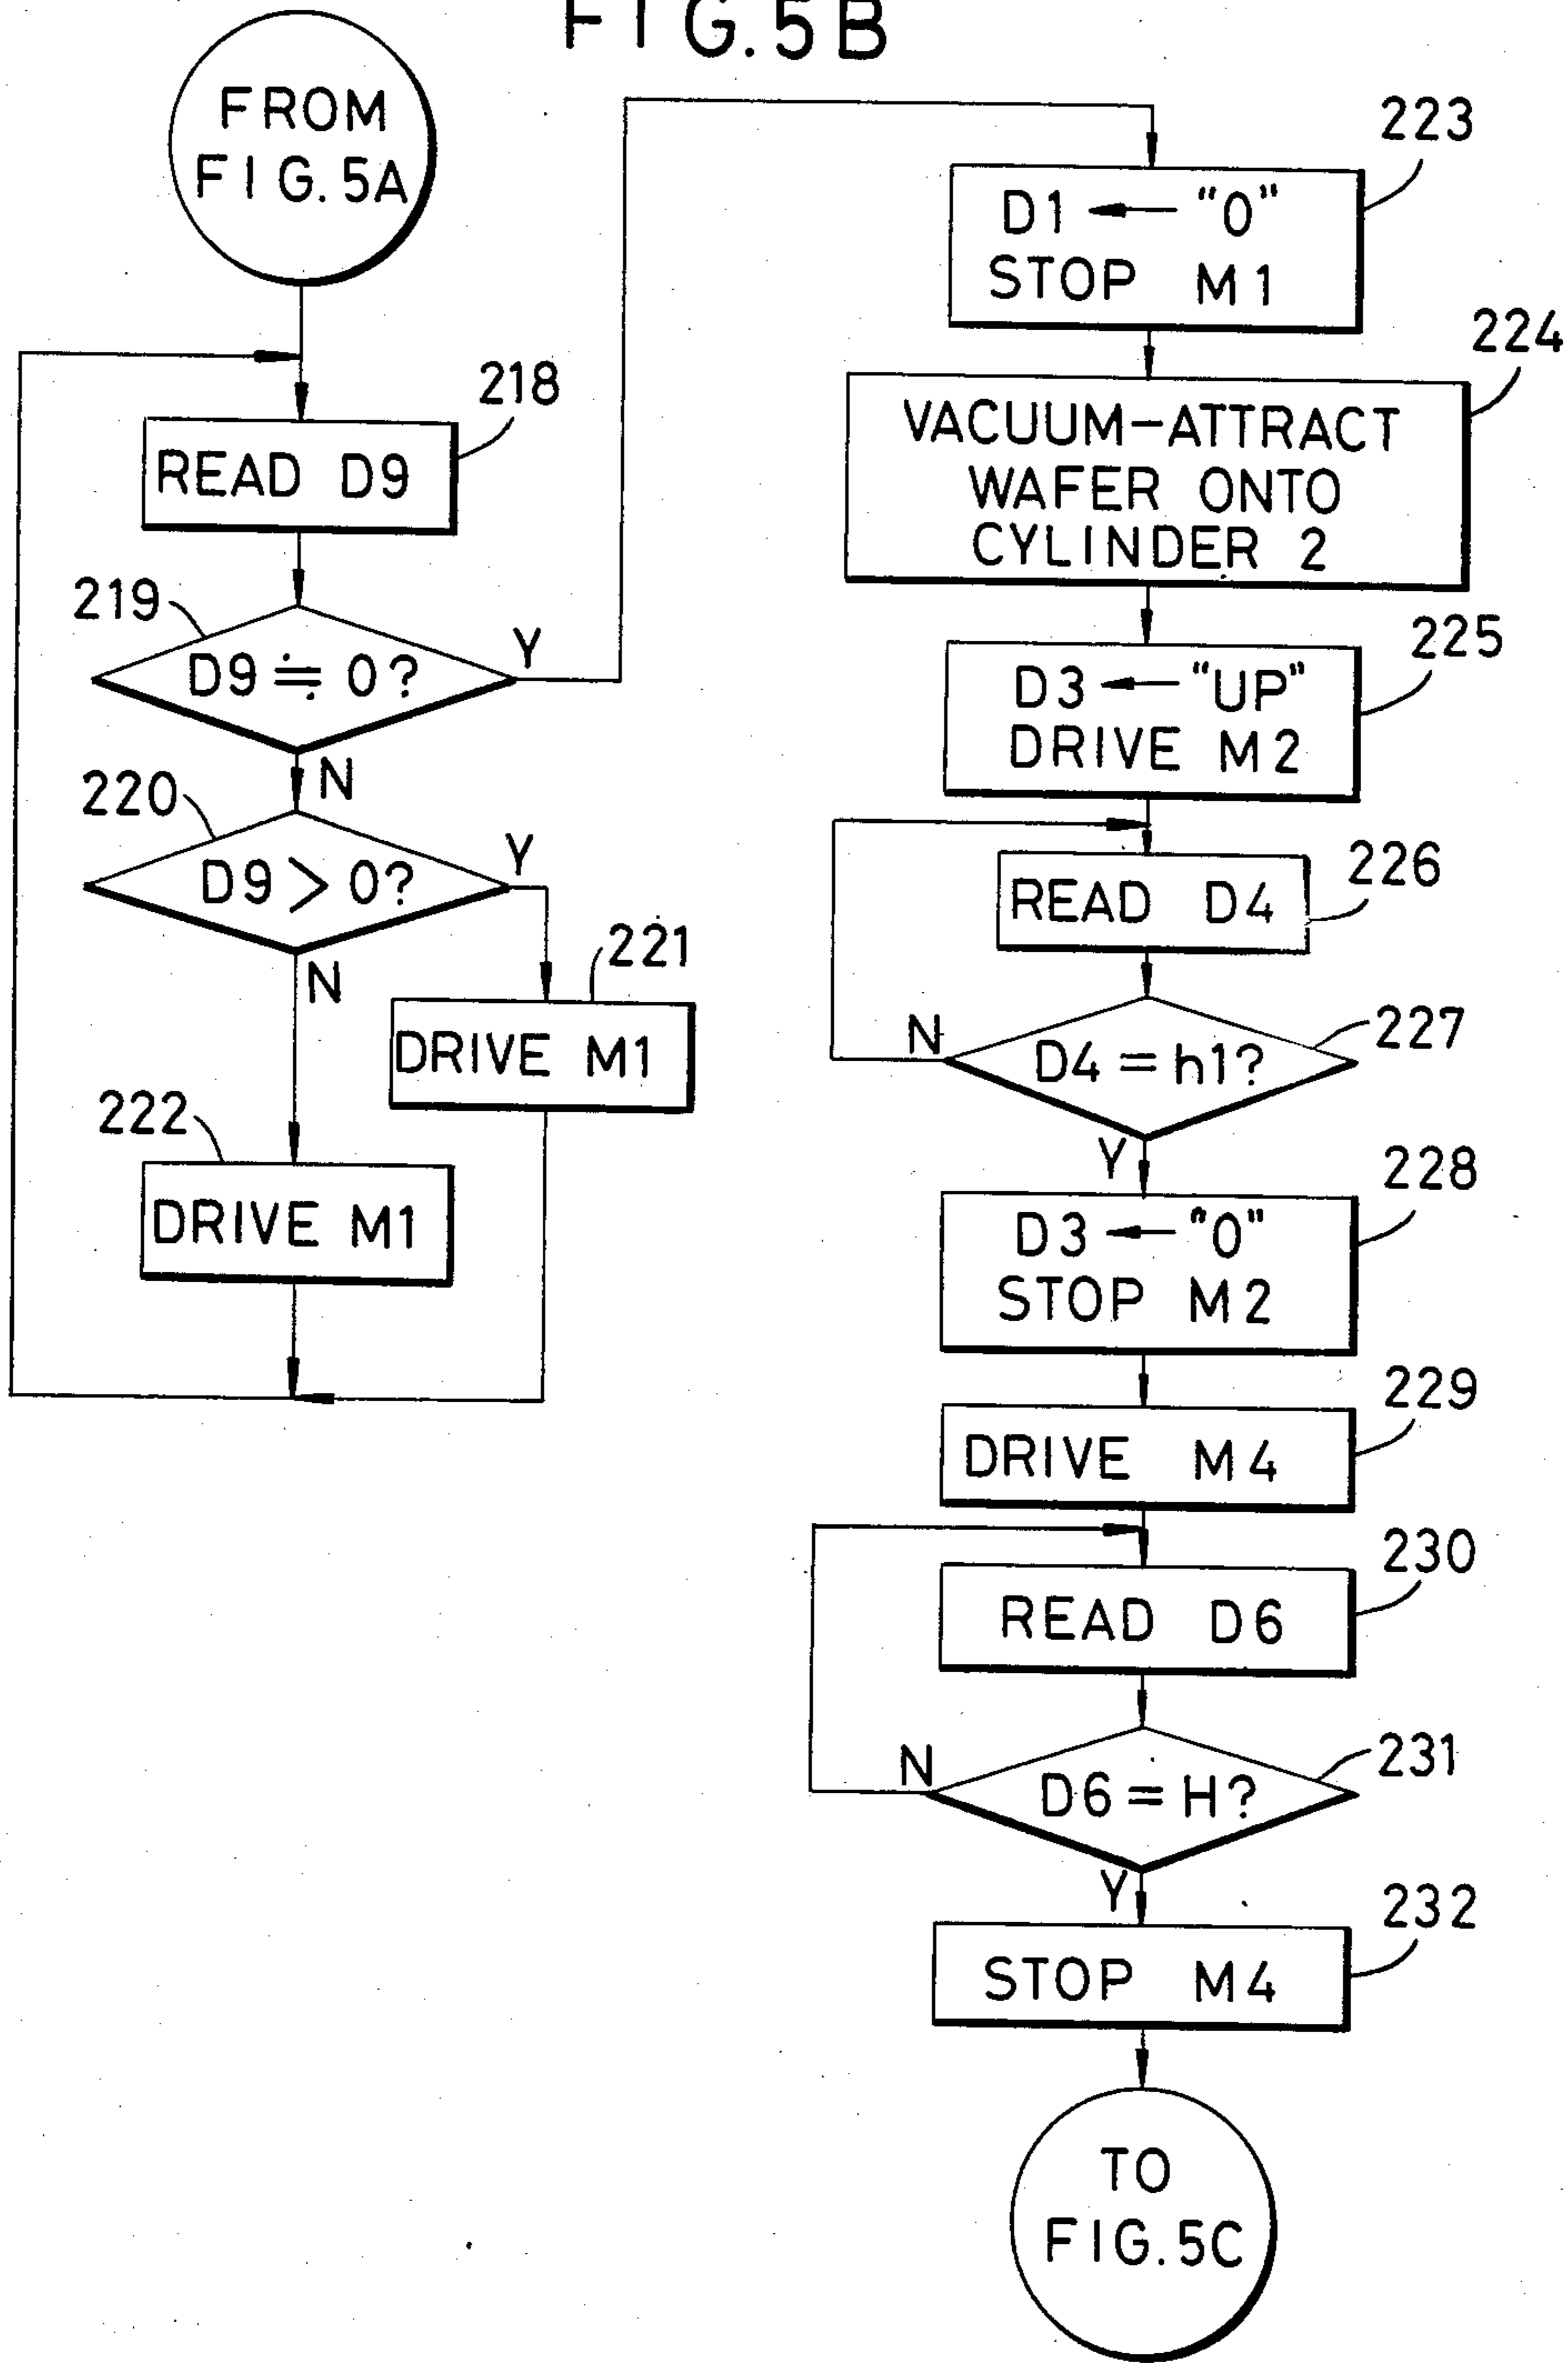 FIG.5B
FROM
FIG.5A
218
READ D9
219
D9 ≒ 0?
Y
N
220
D9 > 0?
Y
N
221
DRIVE M1
222
DRIVE M1
223
D1 ← "0"
STOP M1
224
VACUUM-ATTRACT
WAFER ONTO
CYLINDER 2
225
D3 ← "UP"
DRIVE M2
226
READ D4
227
N
D4 = h1?
Y
228
D3 ← "0"
STOP M2
229
DRIVE M4
230
READ D6
231
N
D6 = H?
Y
232
STOP M4
TO
FIG.5C